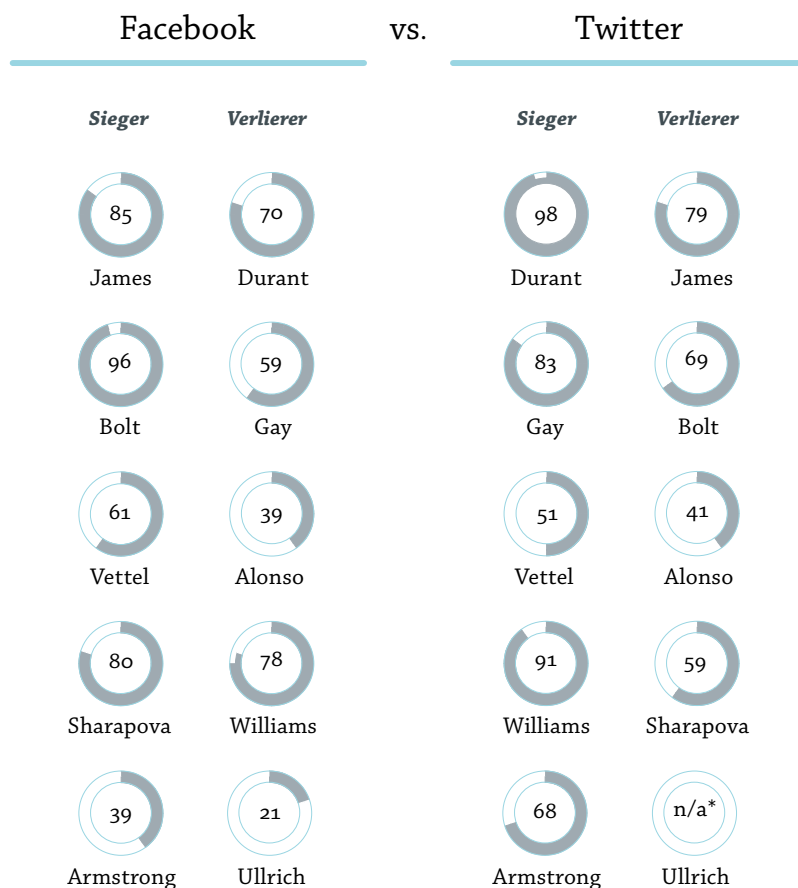 Facebook vs. Twitter
Sieger Verlierer Sieger Verlierer
85 70 98 79
James Durant Durant James
96 59 83 69
Bolt Gay Gay Bolt
61 39 51 41
Vettel Alonso Vettel Alonso
80 78 91 59
Sharapova Williams Williams Sharapova
39 21 68 n/a*
Armstrong Ullrich Armstrong Ullrich